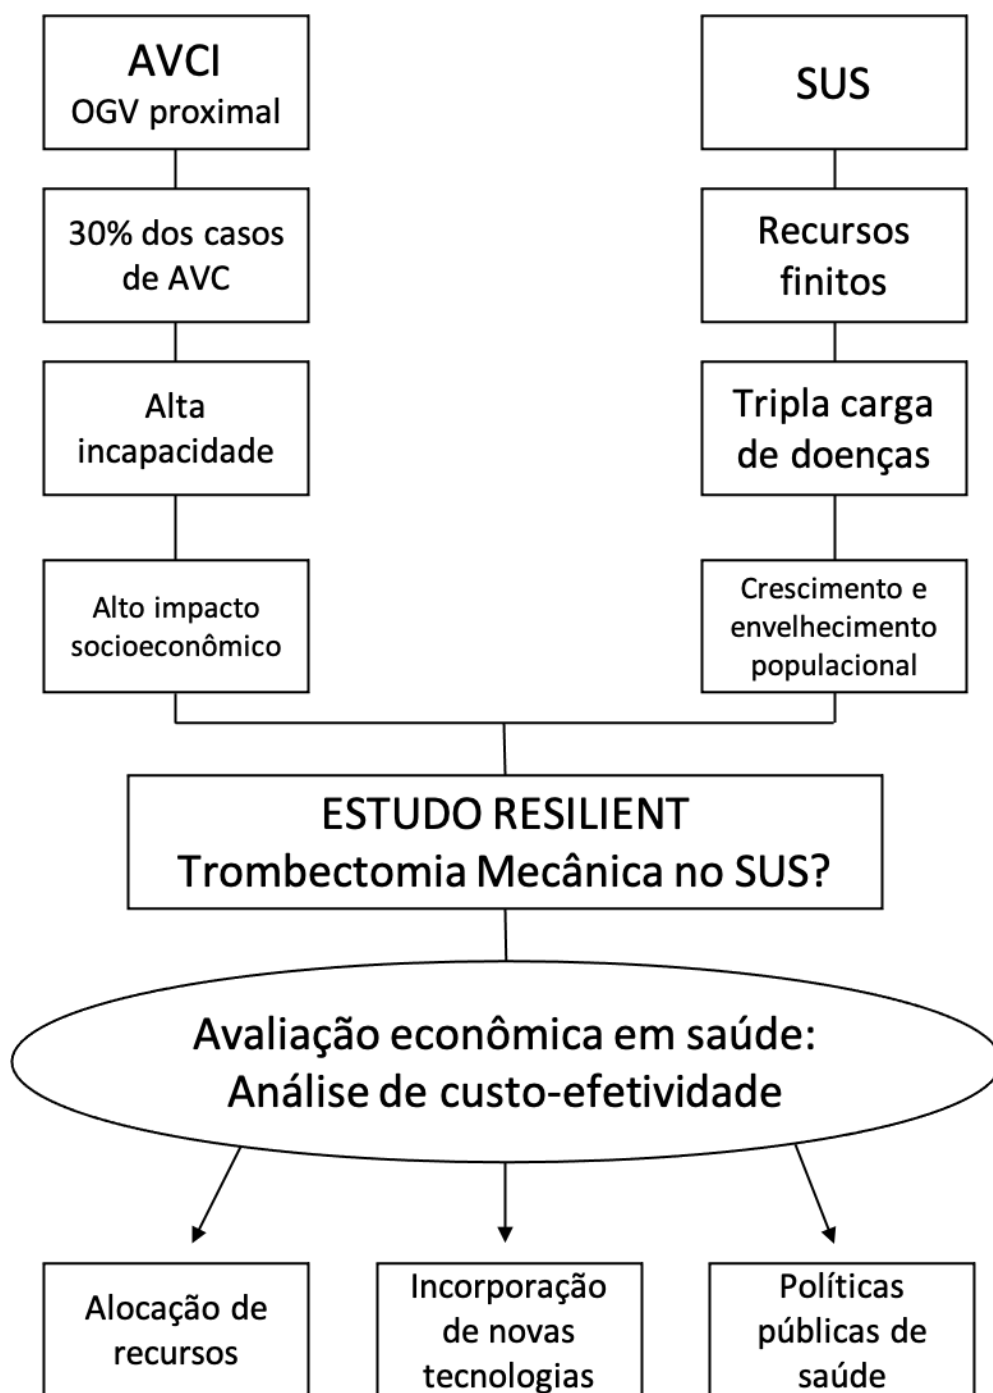 AVCI
OGV proximal
30% dos casos
de AVC
Alta
incapacidade
Alto impacto
socioeconômico
SUS
Recursos
finitos
Tripla carga
de doenças
Crescimento e
envelhecimento
populacional
ESTUDO RESILIENT
Trombectomia Mecânica no SUS?
Avaliação econômica em saúde:
Análise de custo-efetividade
Alocação de
recursos
Incorporação
de novas
tecnologias
Políticas
públicas de
saúde